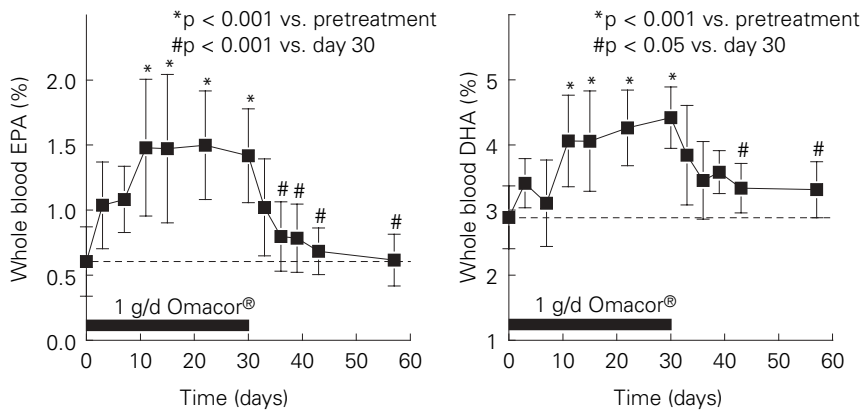 *p < 0.001 vs. pretreatment
#p < 0.001 vs. day 30
Whole blood EPA (%)
2.0
1.5
1.0
0.5
0.0
* * * *
# # # #
1 g/d Omacor®
0 10 20 30 40 50 60
Time (days)
*p < 0.001 vs. pretreatment
#p < 0.05 vs. day 30
Whole blood DHA (%)
5
4
3
2
1
* * * *
# #
1 g/d Omacor®
0 10 20 30 40 50 60
Time (days)